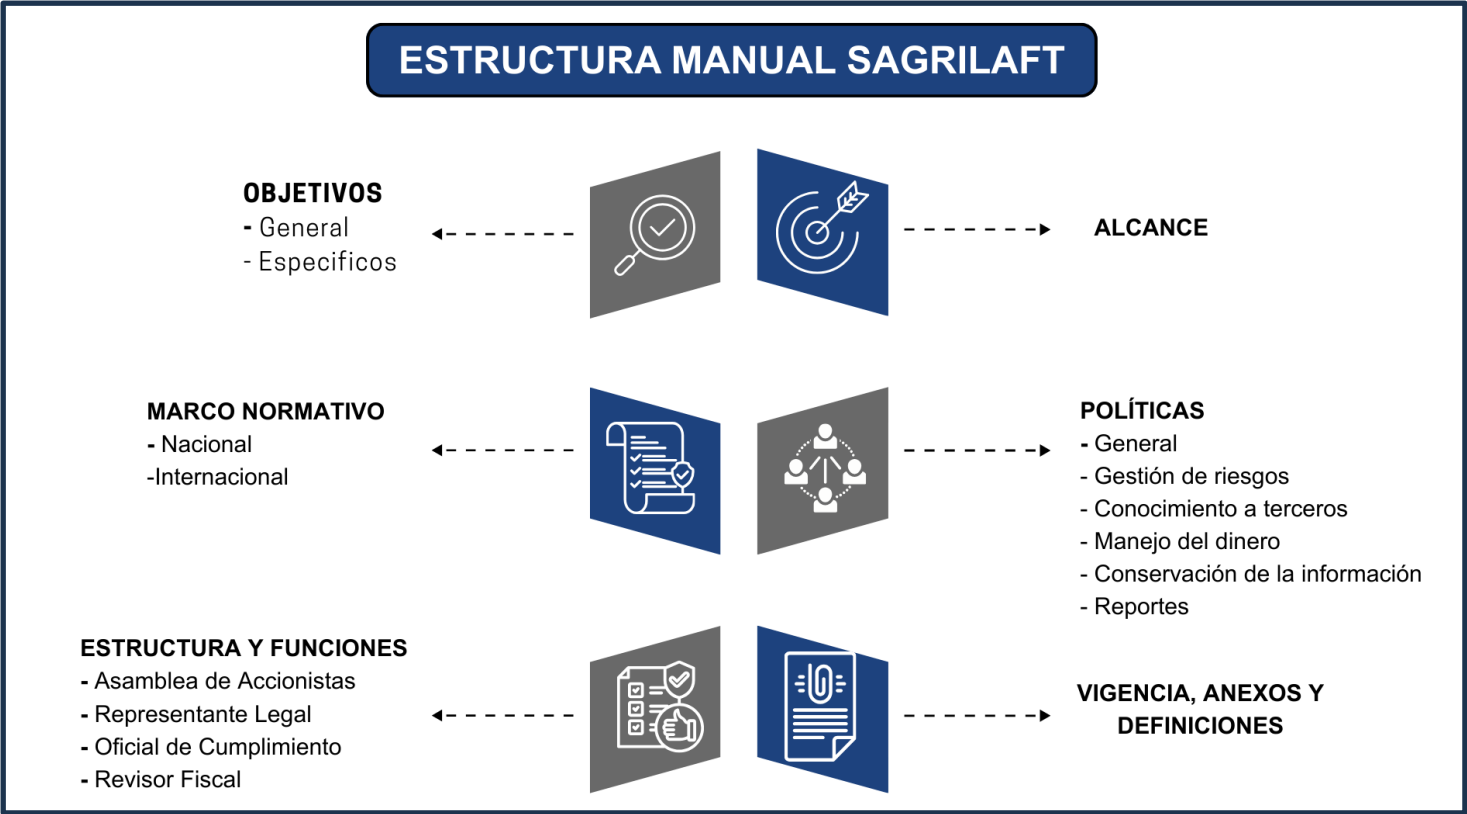 ESTRUCTURA MANUAL SAGRILAFT
OBJETIVOS
- General
- Especificos
ALCANCE
MARCO NORMATIVO
- Nacional
-Internacional
POLÍTICAS
- General
- Gestión de riesgos
- Conocimiento a terceros
- Manejo del dinero
- Conservación de la información
- Reportes
ESTRUCTURA Y FUNCIONES
- Asamblea de Accionistas
- Representante Legal
- Oficial de Cumplimiento
- Revisor Fiscal
VIGENCIA, ANEXOS Y
DEFINICIONES